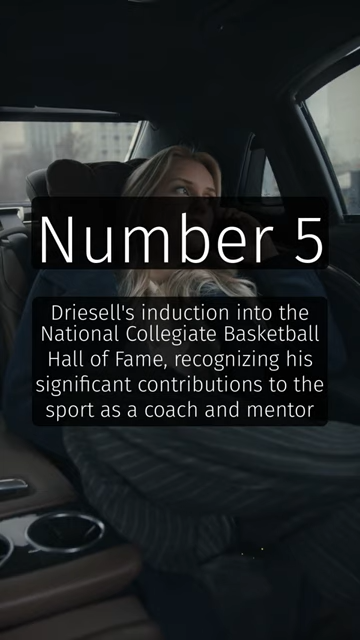 Number 5
Driesell's induction into the
National Collegiate Basketball
Hall of Fame, recognizing his
significant contributions to the
sport as a coach and mentor